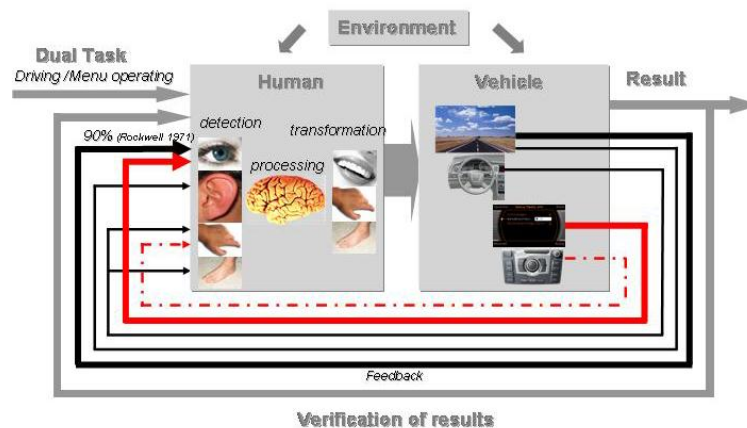 Environment
Dual Task
Driving /Menu operating
Human
Vehicle
Result
90% (Rockwell 1971)
detection
transformation
processing
Feedback
Verification of results